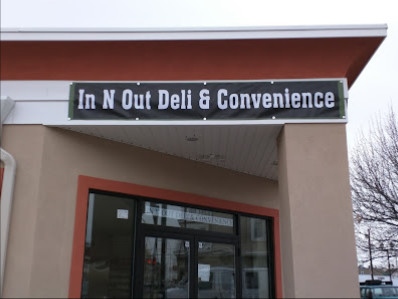 In N Out Deli & Convenience